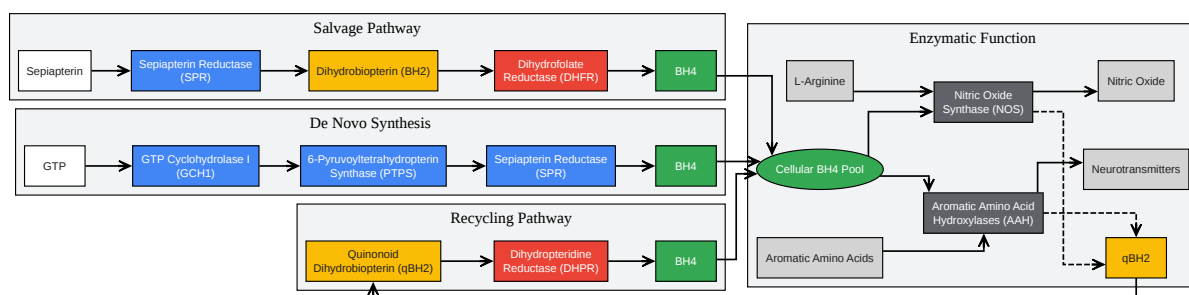 Salvage Pathway
Sepiapterin
Sepiapterin Reductase
(SPR)
Dihydrobiopterin (BH2)
Dihydrofolate
Reductase (DHFR)
BH4
De Novo Synthesis
GTP
GTP Cyclohydrolase I
(GCH1)
6-Pyruvoyltetrahydropterin
Synthase (PTPS)
Sepiapterin Reductase
(SPR)
BH4
Recycling Pathway
Quinonoid
Dihydrobiopterin (qBH2)
Dihydropteridine
Reductase (DHPR)
BH4
Enzymatic Function
L-Arginine
Nitric Oxide
Synthase (NOS)
Nitric Oxide
Cellular BH4 Pool
Neurotransmitters
Aromatic Amino Acid
Hydroxylases (AAH)
Aromatic Amino Acids
qBH2